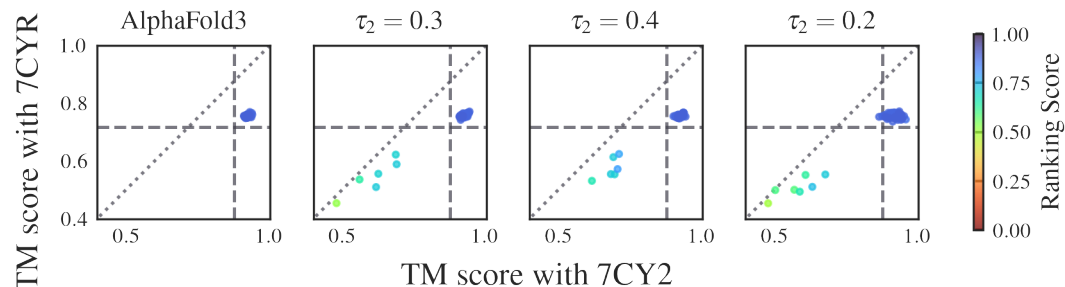 AlphaFold3
τ₂ = 0.3
τ₂ = 0.4
τ₂ = 0.2
TM score with 7CYR
1.0
0.8
0.6
0.4
0.5 1.0
0.5 1.0
0.5 1.0
0.5 1.0
TM score with 7CY2
1.00
0.75
0.50
0.25
0.00
Ranking Score